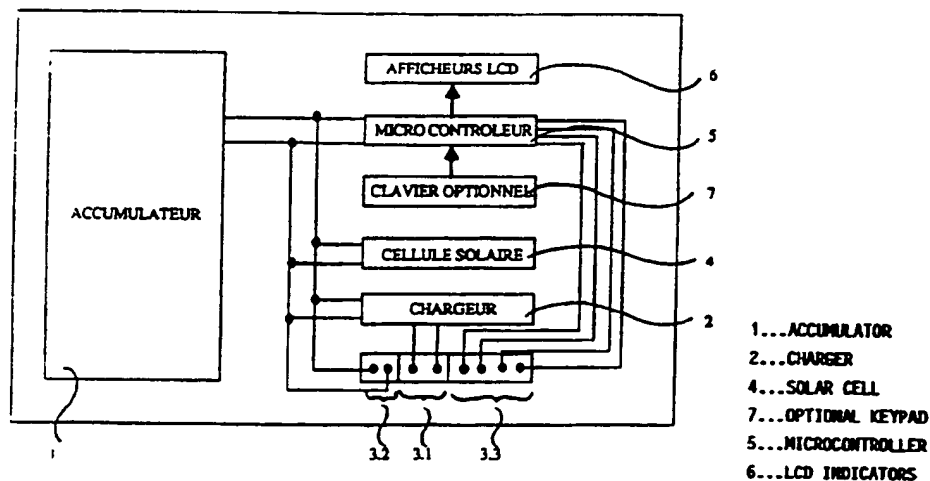 AFFICHEURS LCD
6
MICRO CONTROLEUR
5
CLAVIER OPTIONNEL
7
ACCUMULATEUR
CELLULE SOLAIRE
4
CHARGEUR
2
3.2
3.1
3.3
1
1...ACCUMULATOR
2...CHARGER
4...SOLAR CELL
7...OPTIONAL KEYPAD
5...MICROCONTROLLER
6...LCD INDICATORS